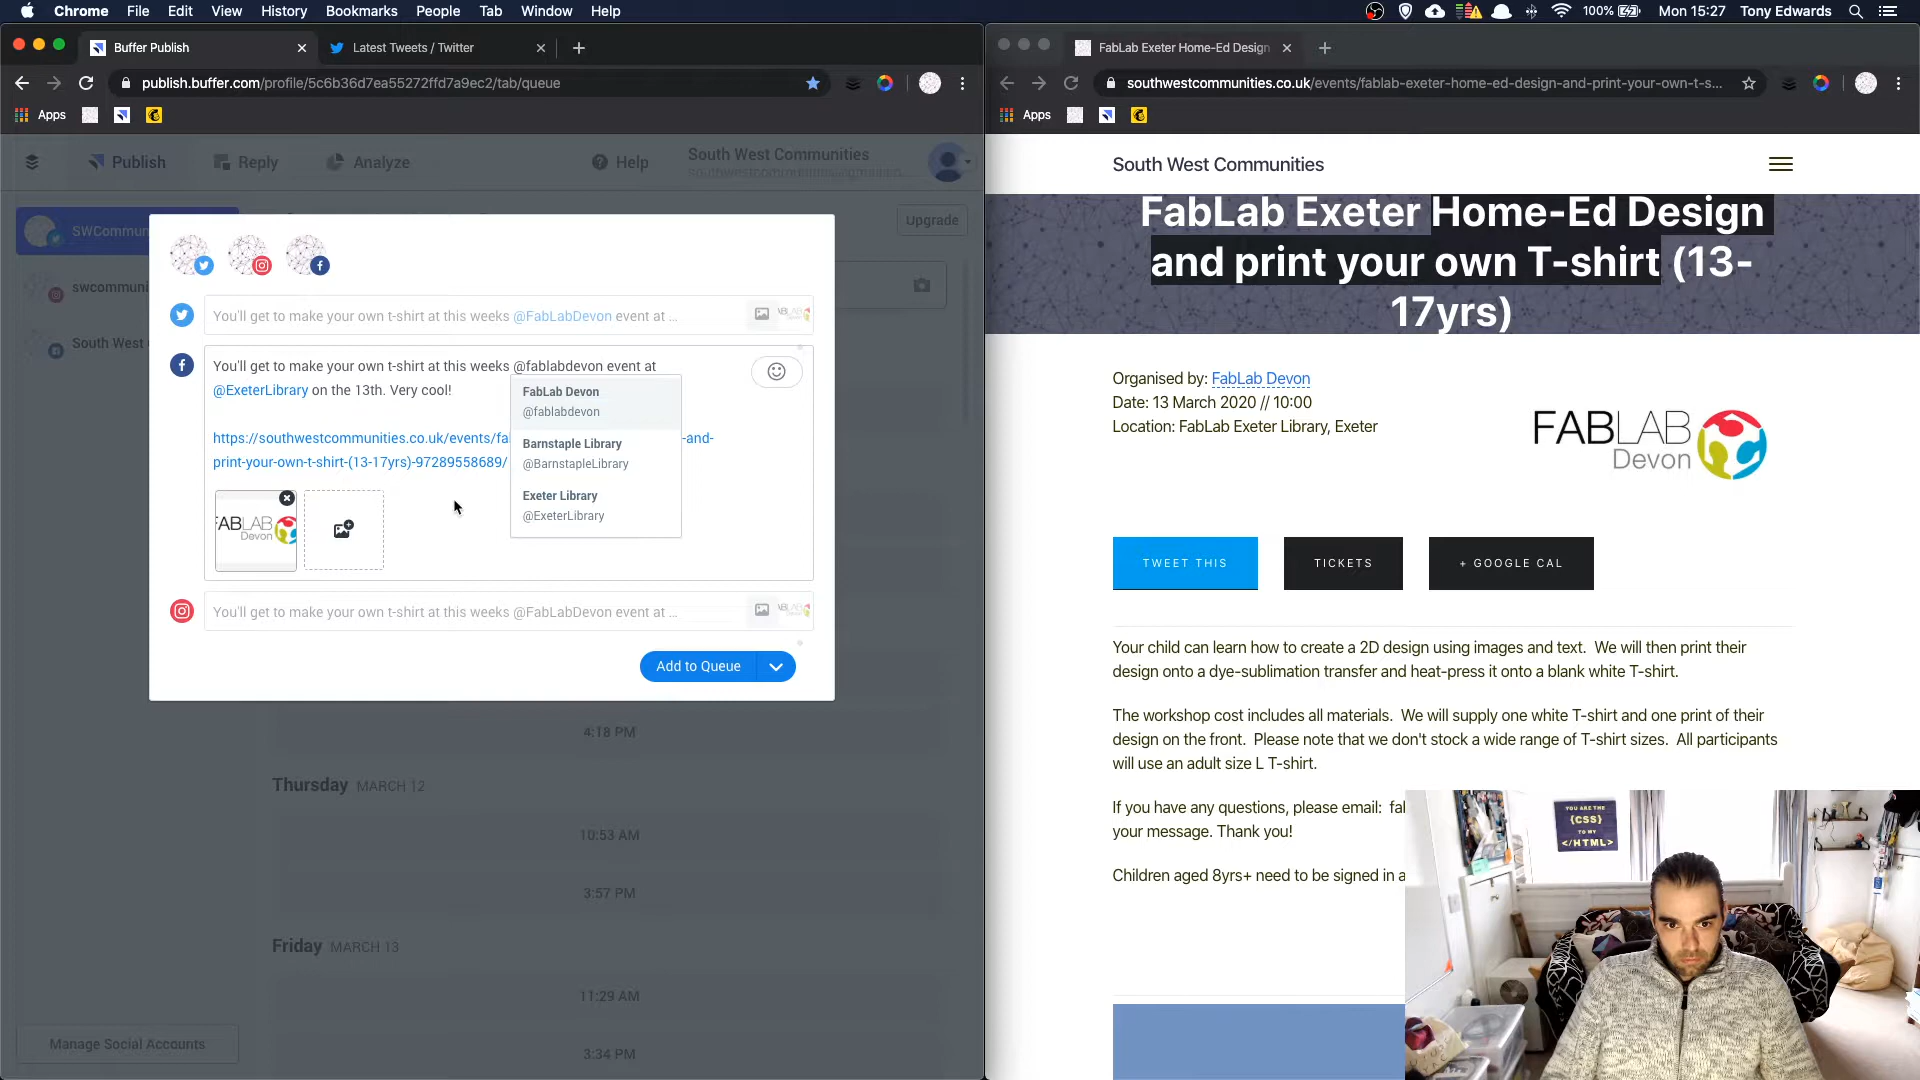 Chrome File Edit View History Bookmarks People Tab Window Help
100% Mon 15:27 Tony Edwards
Buffer Publish
Latest Tweets / Twitter
publish.buffer.com/profile/5c6b36d7ea55272ffd7a9ec2/tab/queue
Apps
Publish
Reply
Analyze
Help
South West Communities
SWCommun
Upgrade
swcommuni
South West
You'll get to make your own t-shirt at this weeks @FabLabDevon event at ...
You'll get to make your own t-shirt at this weeks @fablabdevon event at
@ExeterLibrary on the 13th. Very cool!
FabLab Devon
@fablabdevon
Barnstaple Library
@BarnstapleLibrary
Exeter Library
@ExeterLibrary
https://southwestcommunities.co.uk/events/fa
-and-
print-your-own-t-shirt-(13-17yrs)-97289558689/
FABLAB
Devon
You'll get to make your own t-shirt at this weeks @FabLabDevon event at ...
Add to Queue
4:18 PM
Thursday MARCH 12
10:53 AM
3:57 PM
Friday MARCH 13
11:29 AM
3:34 PM
Manage Social Accounts
FabLab Exeter Home-Ed Design
southwestcommunities.co.uk/events/fablab-exeter-home-ed-design-and-print-your-own-t-s...
Apps
South West Communities
FabLab Exeter Home-Ed Design
and print your own T-shirt (13-
17yrs)
Organised by: FabLab Devon
Date: 13 March 2020 // 10:00
Location: FabLab Exeter Library, Exeter
FABLAB
Devon
TWEET THIS
TICKETS
+ GOOGLE CAL
Your child can learn how to create a 2D design using images and text. We will then print their
design onto a dye-sublimation transfer and heat-press it onto a blank white T-shirt.
The workshop cost includes all materials. We will supply one white T-shirt and one print of their
design on the front. Please note that we don't stock a wide range of T-shirt sizes. All participants
will use an adult size L T-shirt.
If you have any questions, please email: fal
your message. Thank you!
Children aged 8yrs+ need to be signed in a
YOU ARE THE
{CSS}
TO MY
</HTML>